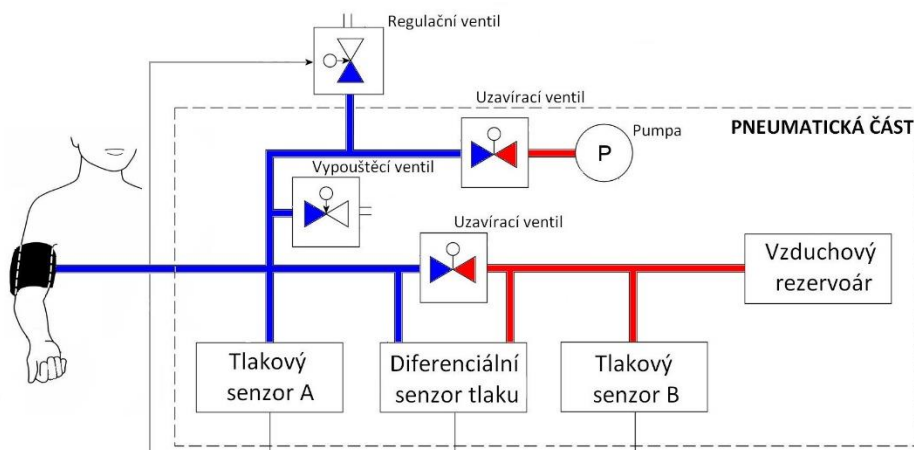 Regulační ventil
Uzavírací ventil
Pumpa
PNEUMATICKÁ ČÁST
P
Vypouštěcí ventil
Uzavírací ventil
Vzduchový
rezervoár
Tlakový
senzor A
Diferenciální
senzor tlaku
Tlakový
senzor B